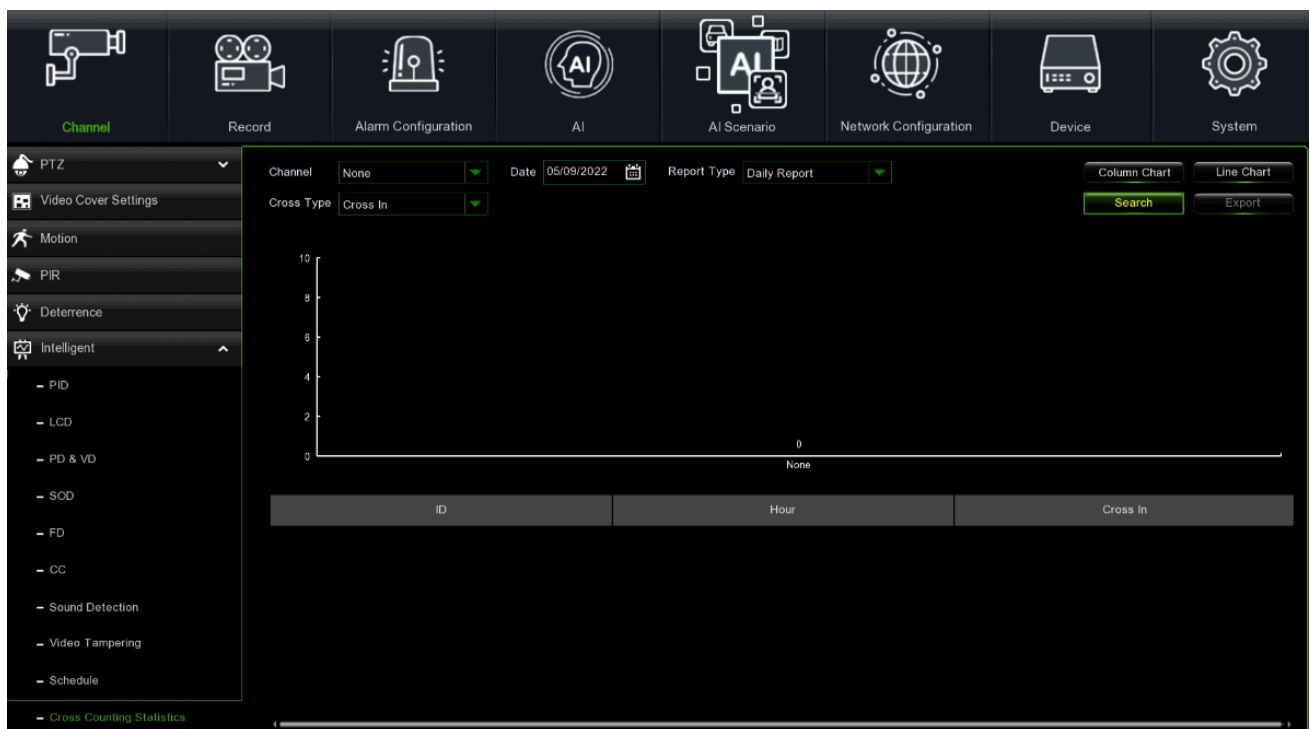 AI
AI
Channel
Record
Alarm Configuration
AI
AI Scenario
Network Configuration
Device
System
PTZ
Video Cover Settings
Motion
PIR
Deterrence
Intelligent
PID
LCD
PD & VD
SOD
FD
CC
Sound Detection
Video Tampering
Schedule
Cross Counting Statistics
Channel None Date 05/09/2022 Report Type Daily Report Column Chart Line Chart
Cross Type Cross In Search Export
10
8
6
4
2
0
0
None
ID Hour Cross In